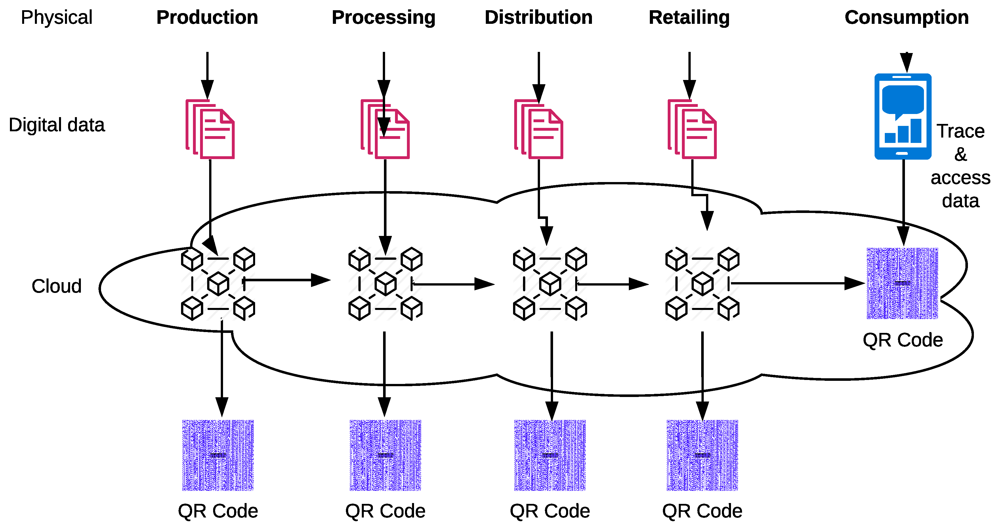 Physical
Production
Processing
Distribution
Retailing
Consumption
Digital data
Trace
&
access
data
Cloud
QR Code
QR Code
QR Code
QR Code
QR Code